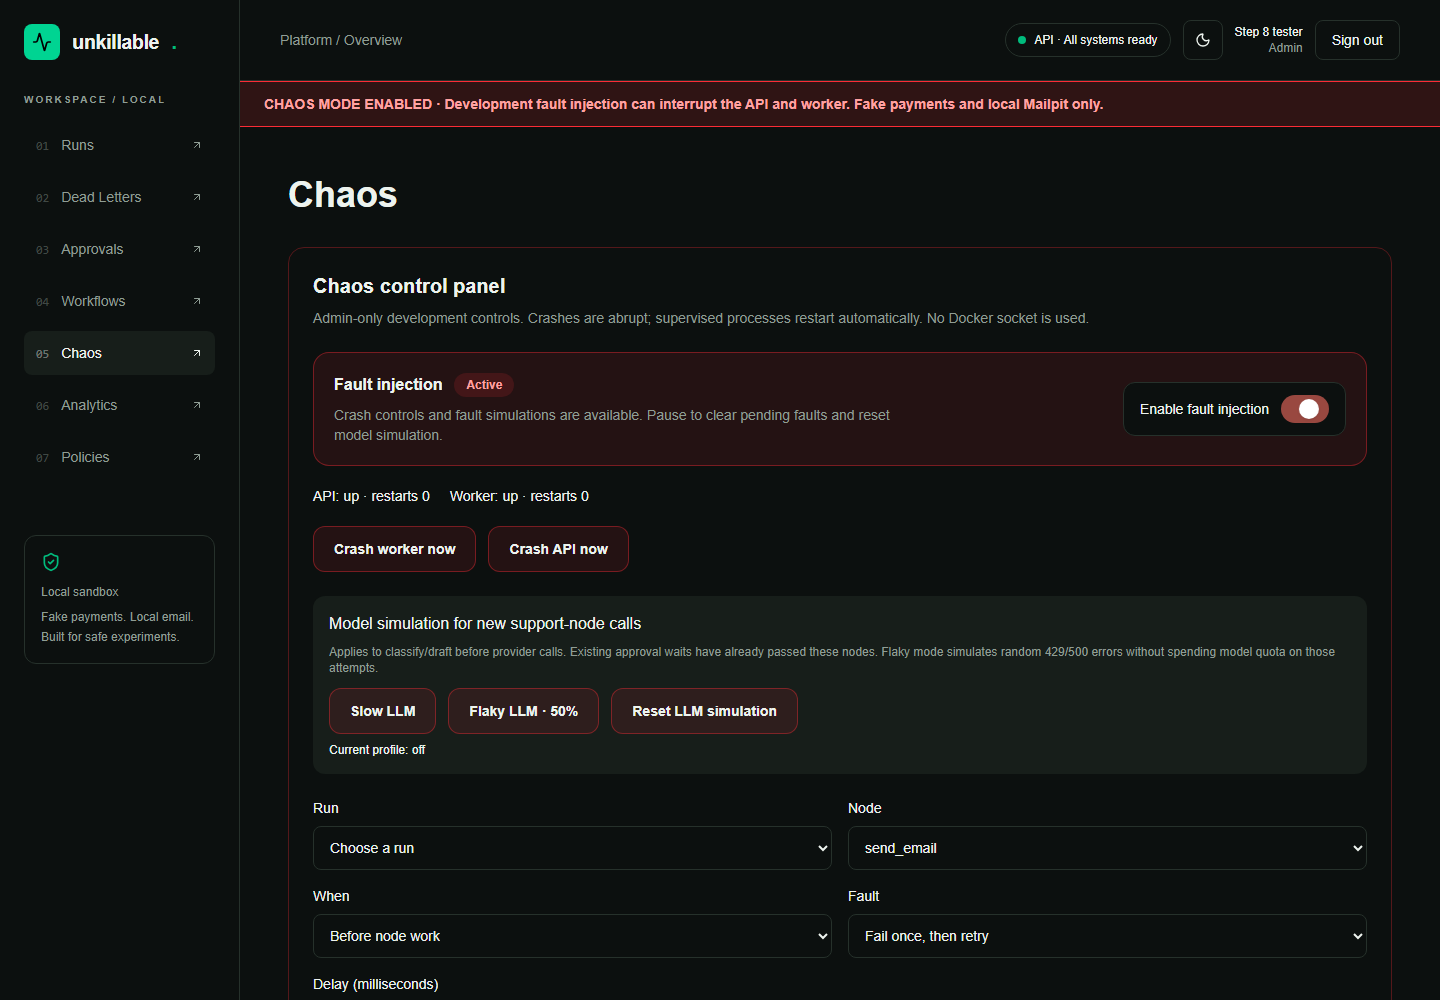 unkillable .
WORKSPACE / LOCAL
01 Runs
02 Dead Letters
03 Approvals
04 Workflows
05 Chaos
06 Analytics
07 Policies
Local sandbox
Fake payments. Local email.
Built for safe experiments.
Platform / Overview
API · All systems ready
Step 8 tester
Admin
Sign out
CHAOS MODE ENABLED · Development fault injection can interrupt the API and worker. Fake payments and local Mailpit only.
Chaos
Chaos control panel
Admin-only development controls. Crashes are abrupt; supervised processes restart automatically. No Docker socket is used.
Fault injection Active
Crash controls and fault simulations are available. Pause to clear pending faults and reset
model simulation.
Enable fault injection
API: up · restarts 0 Worker: up · restarts 0
Crash worker now Crash API now
Model simulation for new support-node calls
Applies to classify/draft before provider calls. Existing approval waits have already passed these nodes. Flaky mode simulates random 429/500 errors without spending model quota on those
attempts.
Slow LLM Flaky LLM · 50% Reset LLM simulation
Current profile: off
Run Node
Choose a run send_email
When Fault
Before node work Fail once, then retry
Delay (milliseconds)